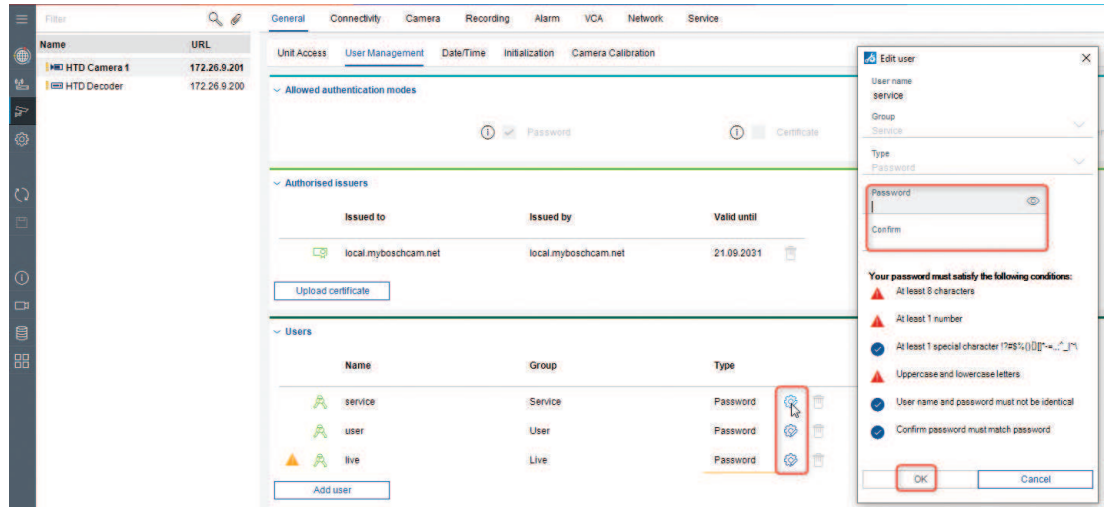 Filter
General Connectivity Camera Recording Alarm VCA Network Service
Name URL
HTD Camera 1 172.26.9.201
HTD Decoder 172.26.9.200
Unit Access User Management Date/Time Initialization Camera Calibration
Allowed authentication modes
Password Certificate
Authorised issuers
Issued to Issued by Valid until
local.myboschcam.net local.myboschcam.net 21.09.2031
Upload certificate
Users
Name Group Type
service Service Password
user User Password
live Live Password
Add user
Edit user
User name
service
Group
Service
Type
Password
Password
Confirm
Your password must satisfy the following conditions:
At least 8 characters
At least 1 number
At least 1 special character
Uppercase and lowercase letters
User name and password must not be identical
Confirm password must match password
OK Cancel